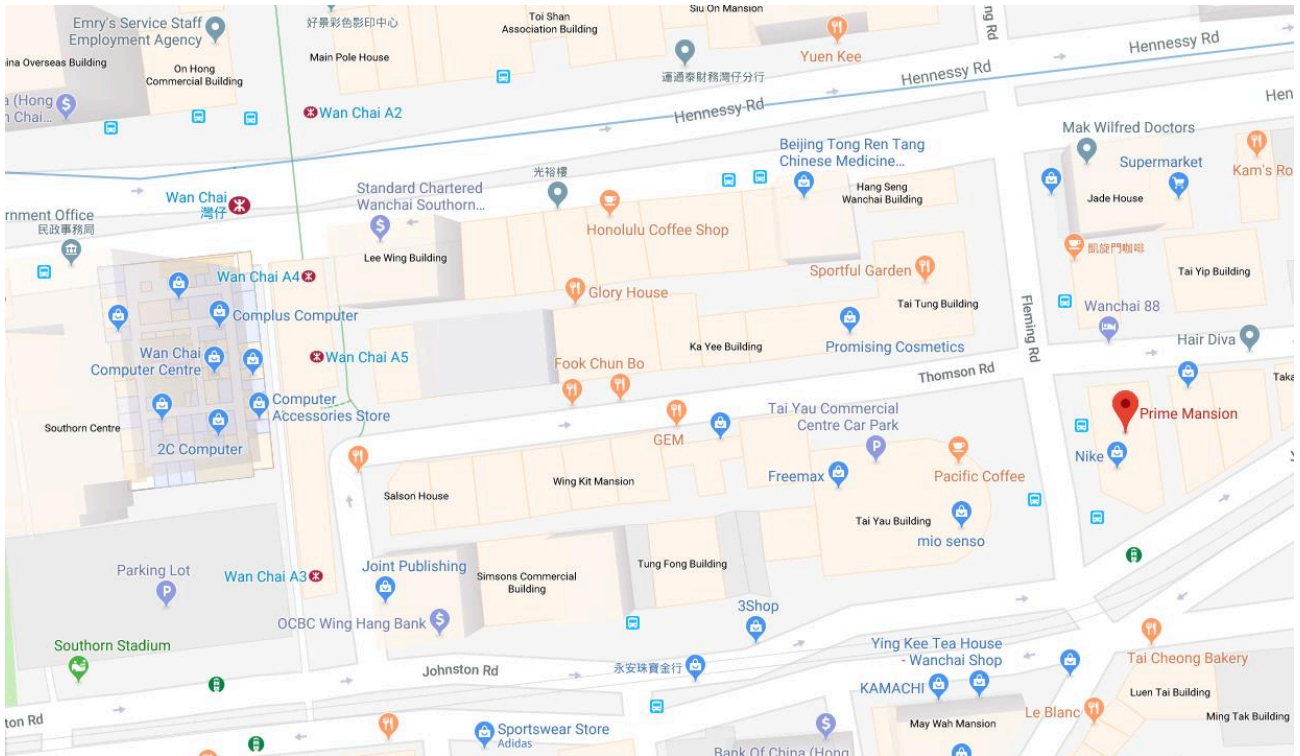 Emry's Service Staff
Employment Agency
好景彩色影印中心
Toi Shan
Association Building
Siu On Mansion
ng Rd
Hennessy Rd
ina Overseas Building
On Hong
Commercial Building
Main Pole House
Yuen Kee
運通泰財務灣仔分行
Hennessy Rd
a (Hong
n Chai...
Wan Chai A2
Hennessy Rd
Hen
Mak Wilfred Doctors
Beijing Tong Ren Tang
Chinese Medicine...
Supermarket
Kam's Ro
光裕樓
Standard Chartered
Wanchai Southorn...
Hang Seng
Wanchai Building
Jade House
Wan Chai
灣仔
rnment Office
民政事務局
Honolulu Coffee Shop
Lee Wing Building
凱旋門咖啡
Wan Chai A4
Sportful Garden
Tai Yip Building
Glory House
Tai Tung Building
Fleming Rd
Wanchai 88
Complus Computer
Ka Yee Building
Promising Cosmetics
Hair Diva
Wan Chai
Computer Centre
Wan Chai A5
Fook Chun Bo
Thomson Rd
Taka
Computer
Accessories Store
Tai Yau Commercial
Centre Car Park
Prime Mansion
Southorn Centre
2C Computer
GEM
Nike
Freemax
Pacific Coffee
Salson House
Wing Kit Mansion
Tai Yau Building
mio senso
Parking Lot
Wan Chai A3
Joint Publishing
Simsons Commercial
Building
Tung Fong Building
3Shop
OCBC Wing Hang Bank
Southorn Stadium
Johnston Rd
永安珠寶金行
Ying Kee Tea House
- Wanchai Shop
Tai Cheong Bakery
KAMACHI
Luen Tai Building
ton Rd
Sportswear Store
Adidas
May Wah Mansion
Le Blanc
Ming Tak Building
Bank Of China (Hong